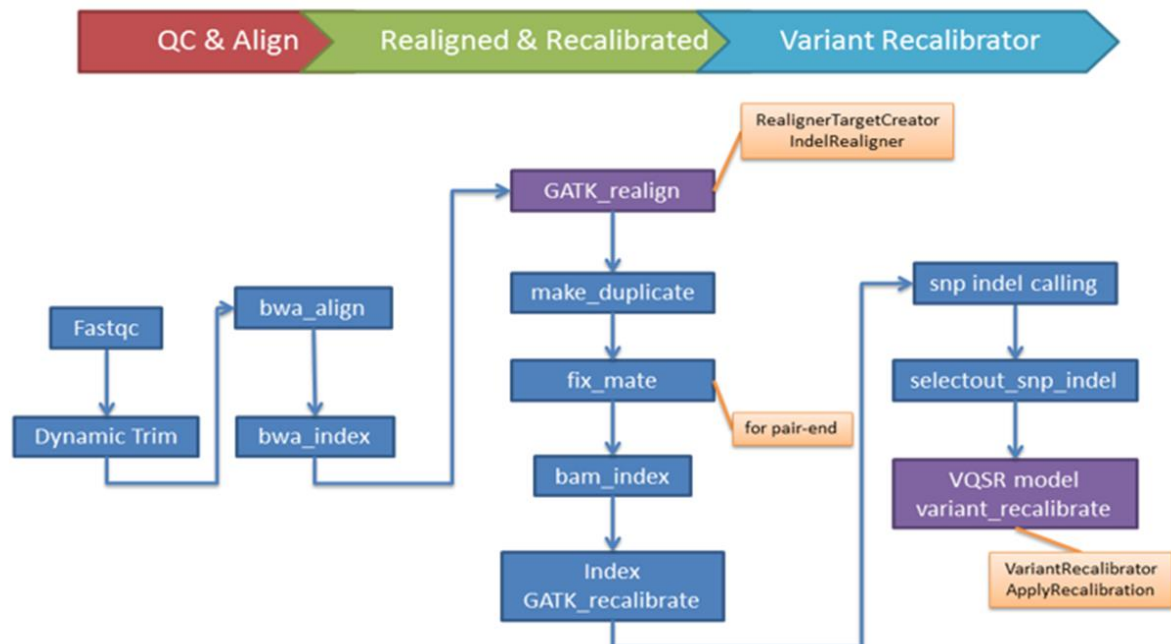 QC & Align
Realigned & Recalibrated
Variant Recalibrator
Fastqc
Dynamic Trim
bwa_align
bwa_index
GATK_realign
RealignerTargetCreator
IndelRealigner
make_duplicate
fix_mate
for pair-end
bam_index
Index
GATK_recalibrate
snp indel calling
selectout_snp_indel
VQSR model
variant_recalibrate
VariantRecalibrator
ApplyRecalibration